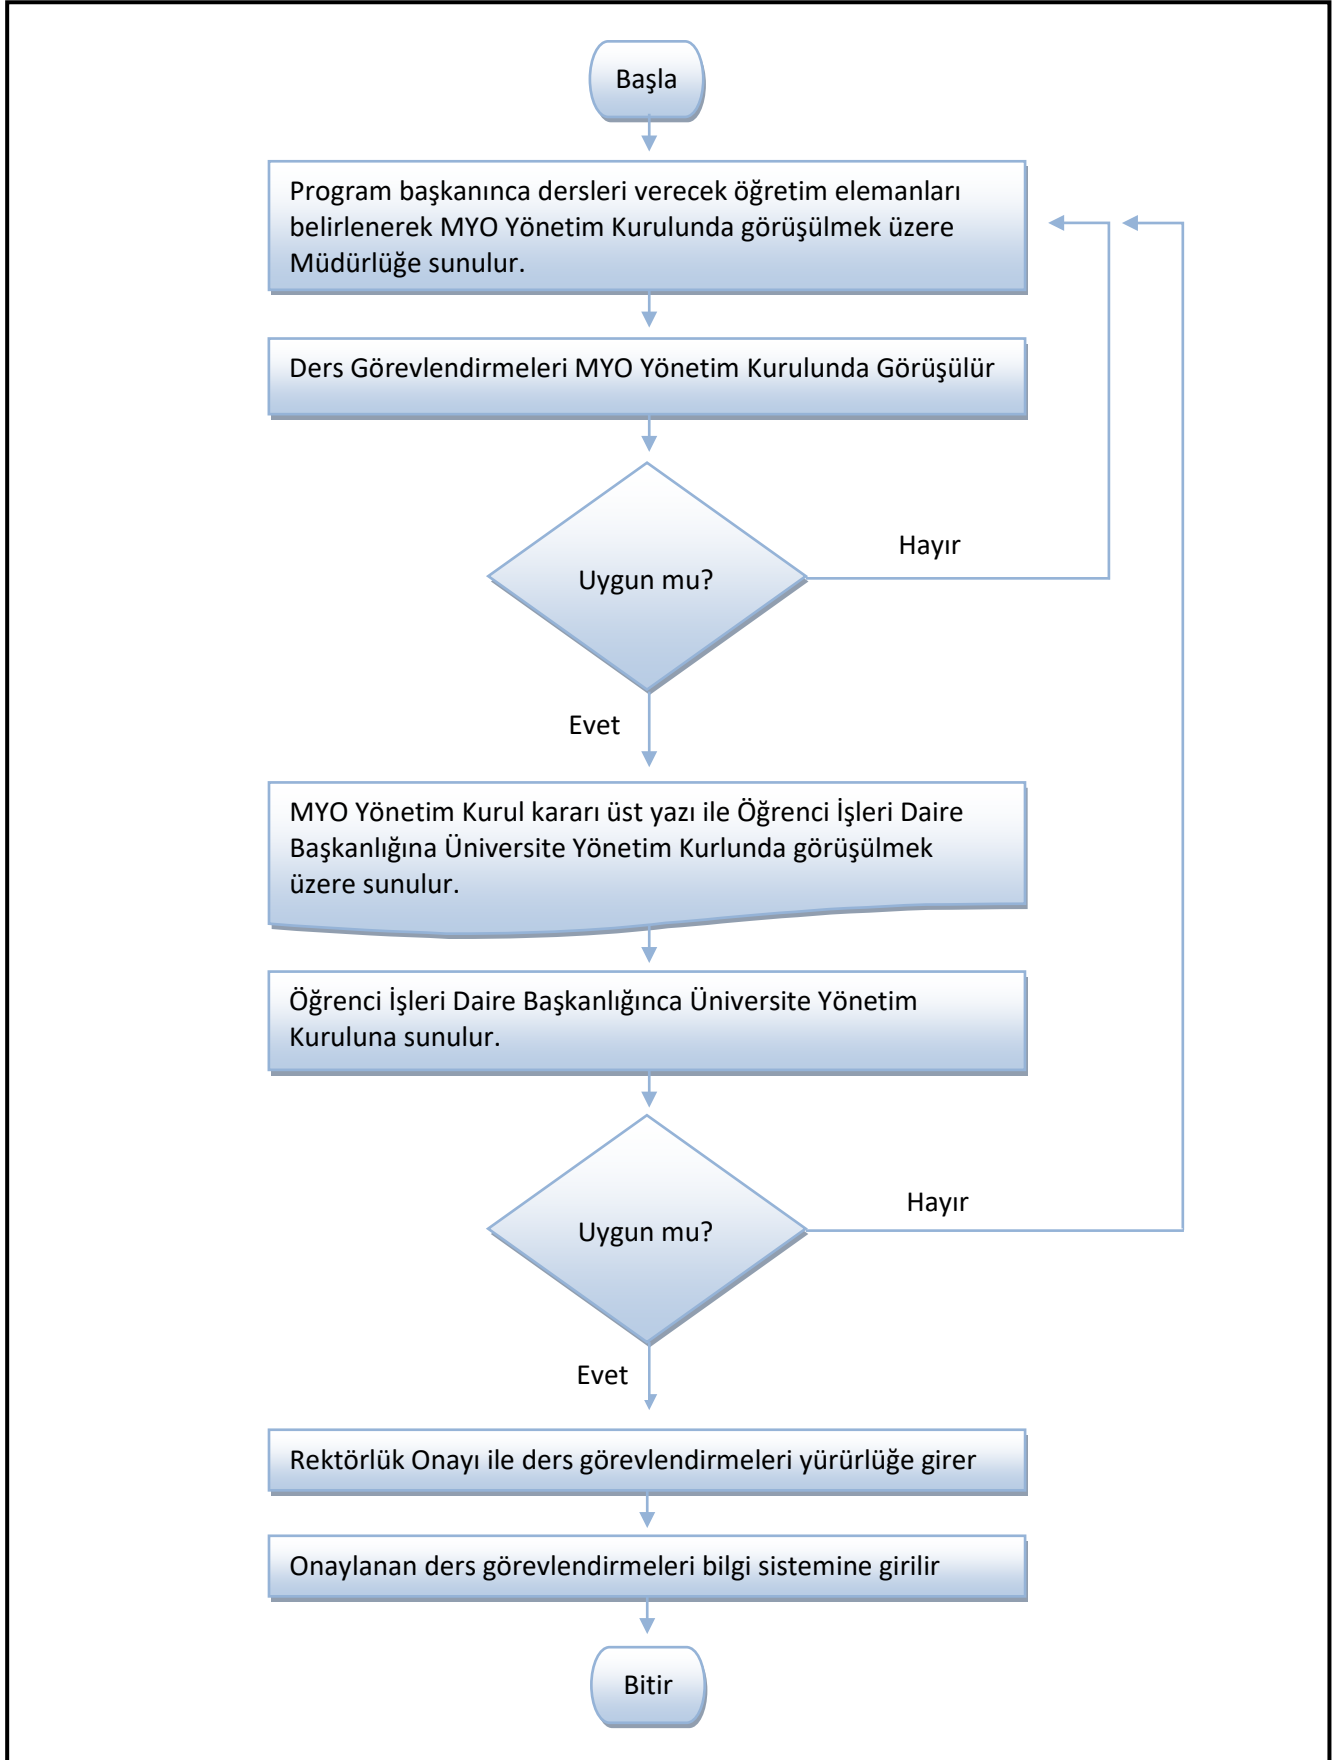 Başla
Program başkanınca dersleri verecek öğretim elemanları
belirlenerek MYO Yönetim Kurulunda görüşülmek üzere
Müdürlüğe sunulur.
Ders Görevlendirmeleri MYO Yönetim Kurulunda Görüşülür
Hayır
Uygun mu?
Evet
MYO Yönetim Kurul kararı üst yazı ile Öğrenci İşleri Daire
Başkanlığına Üniversite Yönetim Kurlunda görüşülmek
üzere sunulur.
Öğrenci İşleri Daire Başkanlığınca Üniversite Yönetim
Kuruluna sunulur.
Hayır
Uygun mu?
Evet
Rektörlük Onayı ile ders görevlendirmeleri yürürlüğe girer
Onaylanan ders görevlendirmeleri bilgi sistemine girilir
Bitir